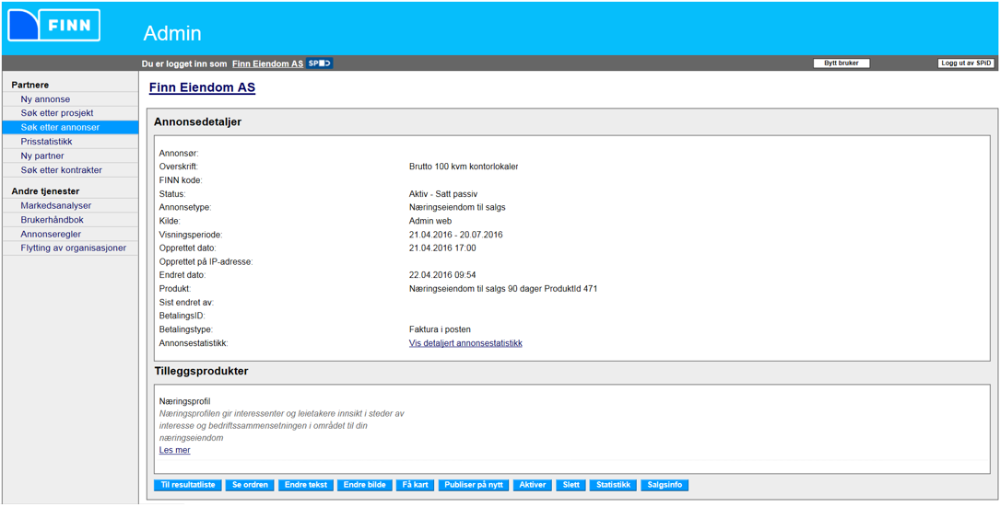 FINN
Admin
Du er logget inn som Finn Eiendom AS SPiD Bytt bruker Logg ut av SPiD
Partnere
Ny annonse
Søk etter prosjekt
Søk etter annonser
Prisstatistikk
Ny partner
Søk etter kontrakter
Andre tjenester
Markedsanalyser
Brukerhåndbok
Annonseregler
Flytting av organisasjoner
Finn Eiendom AS
Annonsedetaljer
Annonsør:
Overskrift: Brutto 100 kvm kontorlokaler
FINN kode:
Status: Aktiv - Satt passiv
Annonsetype: Næringseiendom til salgs
Kilde: Admin web
Visningsperiode: 21.04.2016 - 20.07.2016
Opprettet dato: 21.04.2016 17:00
Opprettet på IP-adresse:
Endret dato: 22.04.2016 09:54
Produkt: Næringseiendom til salgs 90 dager ProduktId 471
Sist endret av:
BetalingsID:
Betalingstype: Faktura i posten
Annonsestatistikk: Vis detaljert annonsestatistikk
Tilleggsprodukter
Næringsprofil
Næringsprofilen gir interessenter og leietakere innsikt i steder av
interesse og bedriftssammensetningen i området til din
næringseiendom
Les mer
Til resultatliste Se ordren Endre tekst Endre bilde Få kart Publiser på nytt Aktiver Slett Statistikk Salgsinfo